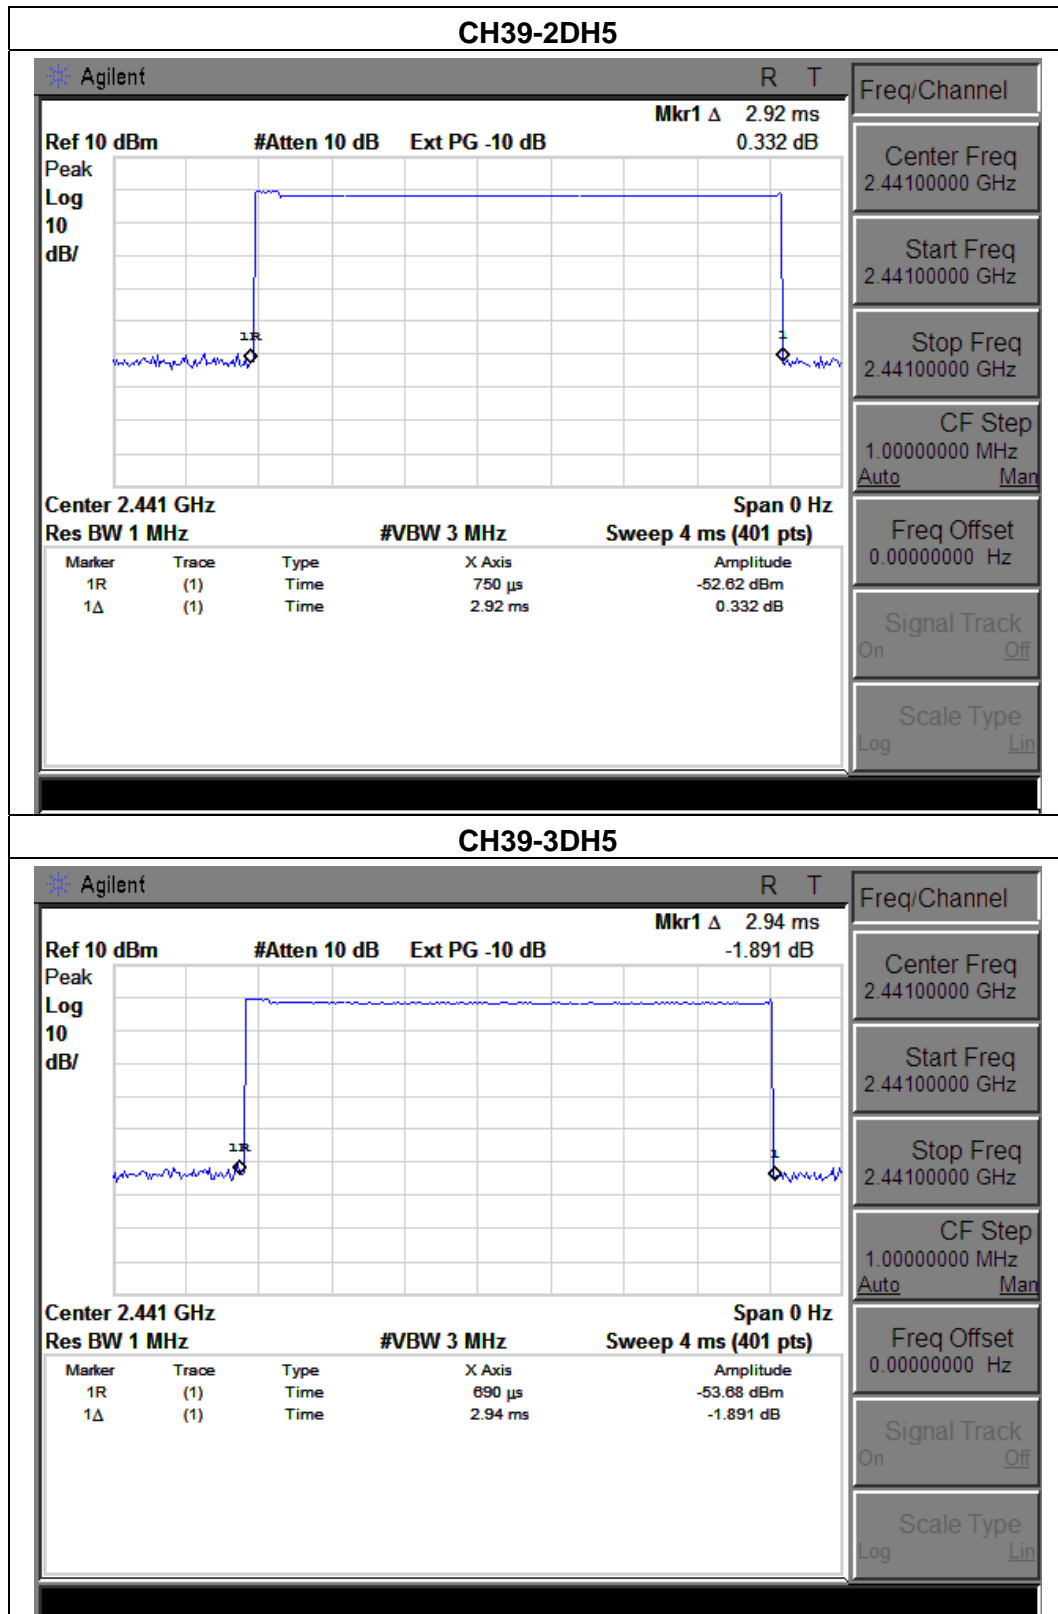 CH39-2DH5
Agilent R T
Mkr1 Δ 2.92 ms
Ref 10 dBm #Atten 10 dB Ext PG -10 dB 0.332 dB
Peak
Log
10
dB/
1R
1
Center 2.441 GHz Span 0 Hz
Res BW 1 MHz #VBW 3 MHz Sweep 4 ms (401 pts)
Marker Trace Type X Axis Amplitude
1R (1) Time 750 µs -52.62 dBm
1Δ (1) Time 2.92 ms 0.332 dB
Freq/Channel
Center Freq
2.44100000 GHz
Start Freq
2.44100000 GHz
Stop Freq
2.44100000 GHz
CF Step
1.00000000 MHz
Auto Man
Freq Offset
0.00000000 Hz
Signal Track
On Off
Scale Type
Log Lin
CH39-3DH5
Agilent R T
Mkr1 Δ 2.94 ms
Ref 10 dBm #Atten 10 dB Ext PG -10 dB -1.891 dB
Peak
Log
10
dB/
1R
1
Center 2.441 GHz Span 0 Hz
Res BW 1 MHz #VBW 3 MHz Sweep 4 ms (401 pts)
Marker Trace Type X Axis Amplitude
1R (1) Time 690 µs -53.68 dBm
1Δ (1) Time 2.94 ms -1.891 dB
Freq/Channel
Center Freq
2.44100000 GHz
Start Freq
2.44100000 GHz
Stop Freq
2.44100000 GHz
CF Step
1.00000000 MHz
Auto Man
Freq Offset
0.00000000 Hz
Signal Track
On Off
Scale Type
Log Lin